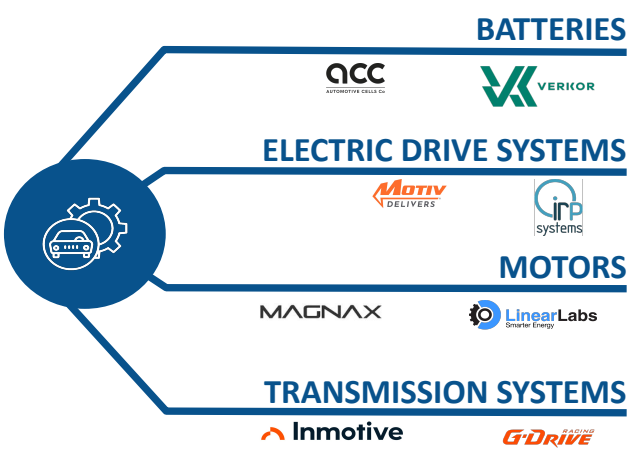 BATTERIES
acc
AUTOMOTIVE CELLS Co
VERKOR
ELECTRIC DRIVE SYSTEMS
MOTIV
DELIVERS
irp
systems
MOTORS
MAGNAX
LinearLabs
Smarter Energy
TRANSMISSION SYSTEMS
Inmotive
RACING
G-DRIVE